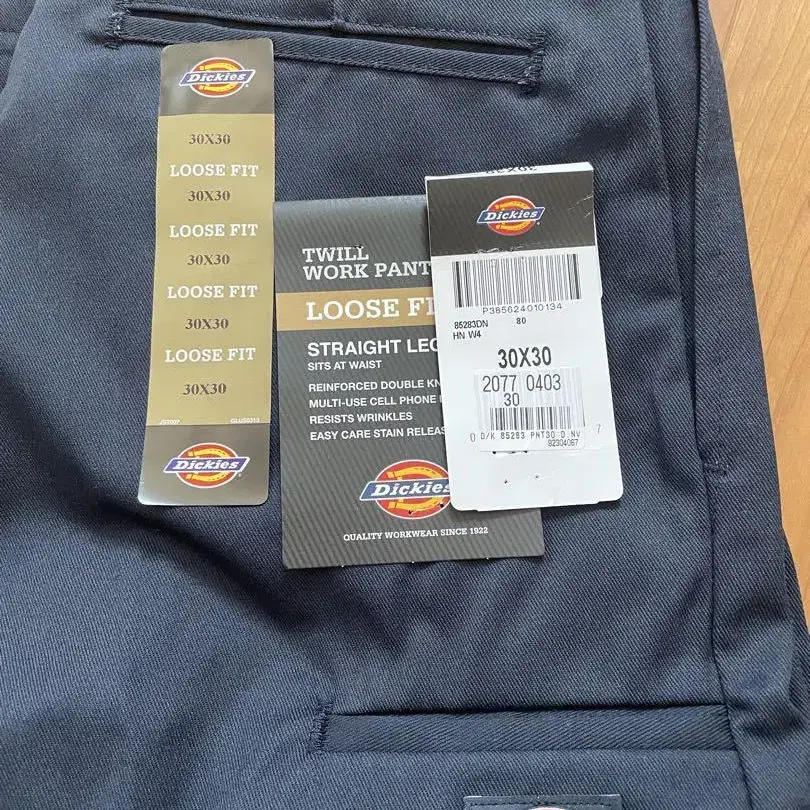 Dickies
30X30
LOOSE FIT
30X30
LOOSE FIT
30X30
LOOSE FIT
30X30
LOOSE FIT
30X30
Dickies
TWILL
WORK PANT
LOOSE FI
STRAIGHT LEG
SITS AT WAIST
REINFORCED DOUBLE KN
MULTI-USE CELL PHONE
RESISTS WRINKLES
EASY CARE STAIN RELEAS
Dickies
QUALITY WORKWEAR SINCE 1922
Dickies
P385624010134
85283DN 80
HN W4
30X30
2077 0403
30
0 D/K 85283 PNT30 D.NV 7
82304067